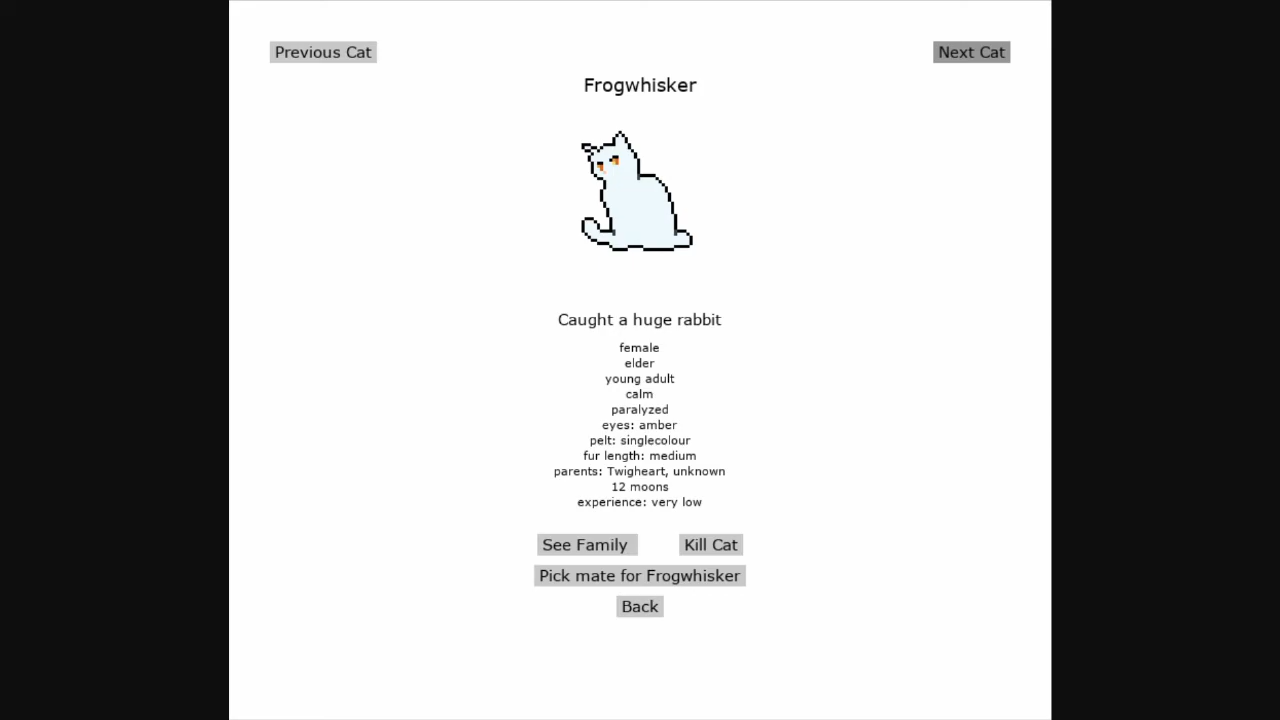 Previous Cat
Next Cat
Frogwhisker
Caught a huge rabbit
female
elder
young adult
calm
paralyzed
eyes: amber
pelt: singlecolour
fur length: medium
parents: Twigheart, unknown
12 moons
experience: very low
See Family
Kill Cat
Pick mate for Frogwhisker
Back